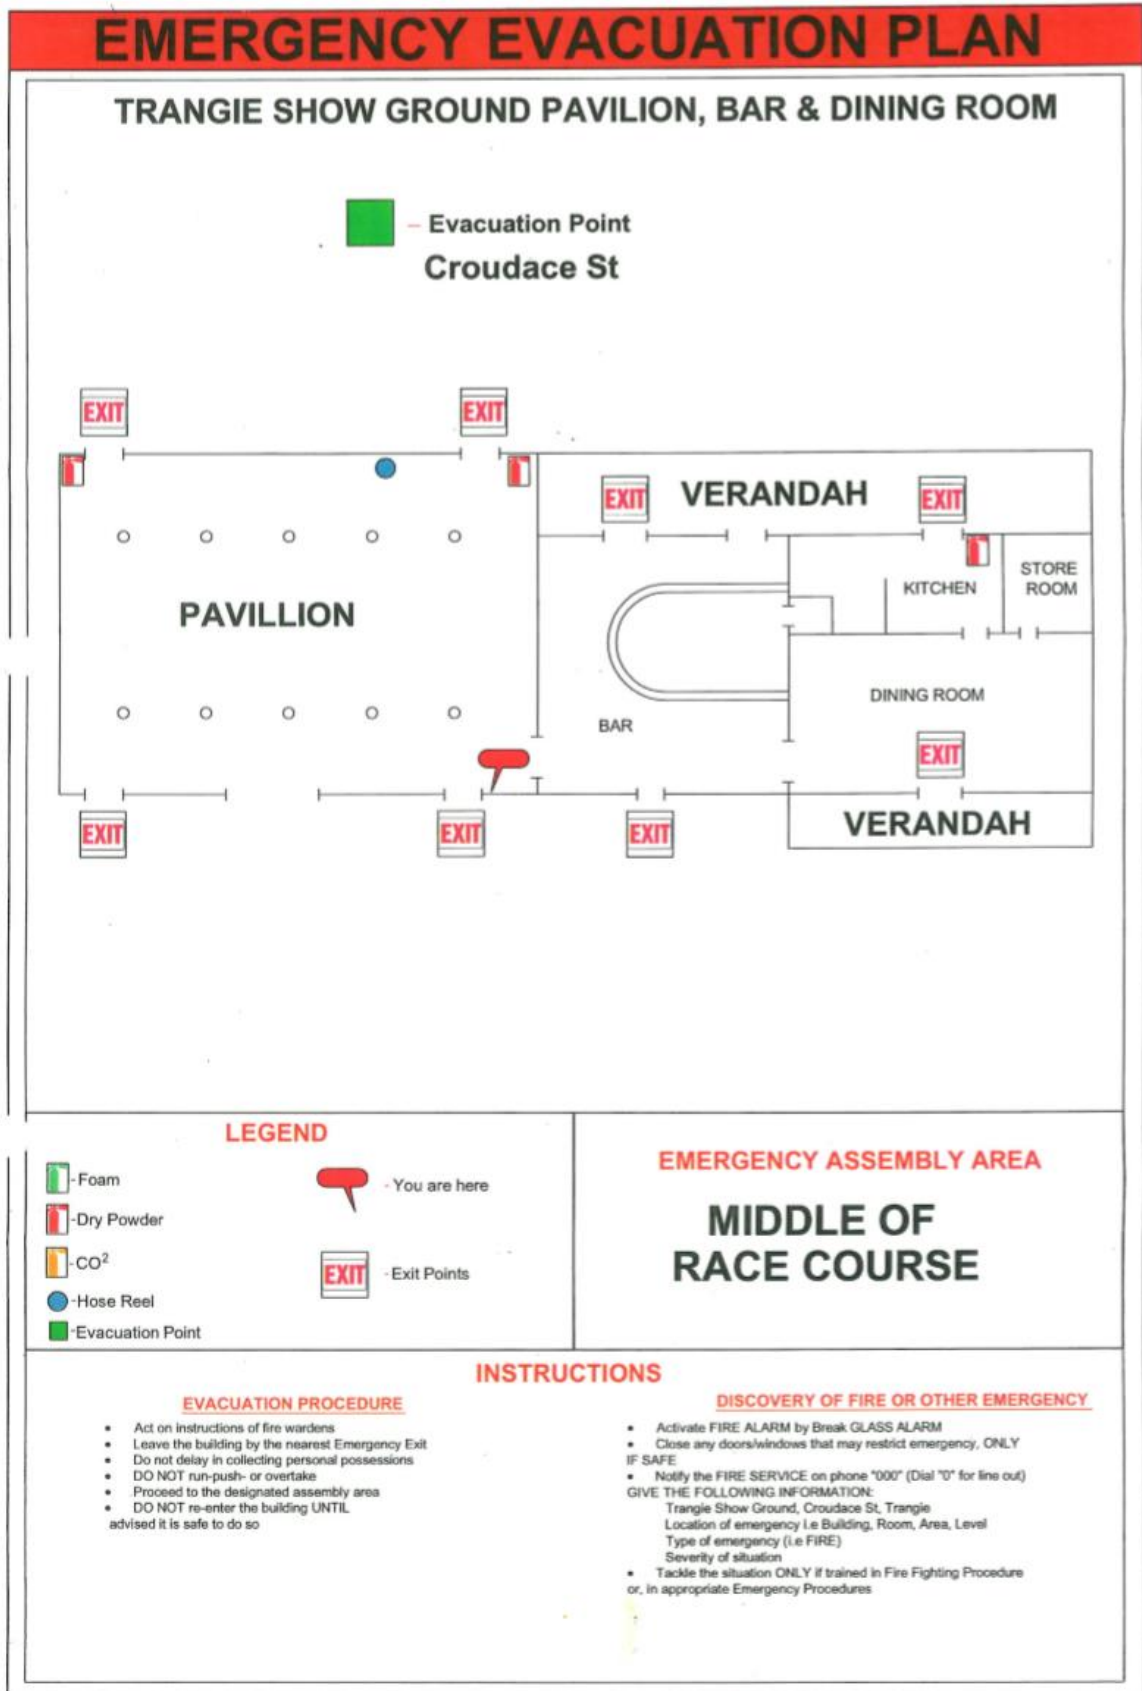 EMERGENCY EVACUATION PLAN
TRANGIE SHOW GROUND PAVILION, BAR & DINING ROOM
- Evacuation Point
Croudace St
EXIT
EXIT
EXIT
VERANDAH
EXIT
STORE
ROOM
KITCHEN
PAVILLION
DINING ROOM
BAR
EXIT
EXIT
EXIT
EXIT
VERANDAH
LEGEND
-Foam
-Dry Powder
-CO²
-Hose Reel
-Evacuation Point
- You are here
EXIT
- Exit Points
EMERGENCY ASSEMBLY AREA
MIDDLE OF
RACE COURSE
INSTRUCTIONS
EVACUATION PROCEDURE
• Act on instructions of fire wardens
• Leave the building by the nearest Emergency Exit
• Do not delay in collecting personal possessions
• DO NOT run-push- or overtake
• Proceed to the designated assembly area
• DO NOT re-enter the building UNTIL
advised it is safe to do so
DISCOVERY OF FIRE OR OTHER EMERGENCY
• Activate FIRE ALARM by Break GLASS ALARM
• Close any doors/windows that may restrict emergency, ONLY
IF SAFE
• Notify the FIRE SERVICE on phone "000" (Dial "0" for line out)
GIVE THE FOLLOWING INFORMATION:
Trangie Show Ground, Croudace St, Trangie
Location of emergency i.e Building, Room, Area, Level
Type of emergency (i.e FIRE)
Severity of situation
• Tackle the situation ONLY if trained in Fire Fighting Procedure
or, in appropriate Emergency Procedures